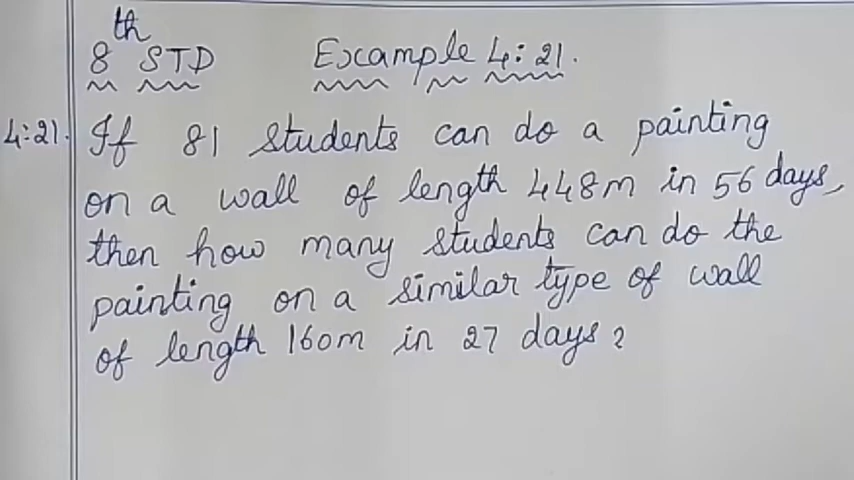 8th STD Example 4:21.
4:21. If 81 students can do a painting
on a wall of length 448m in 56 days,
then how many students can do the
painting on a similar type of wall
of length 160m in 27 days?